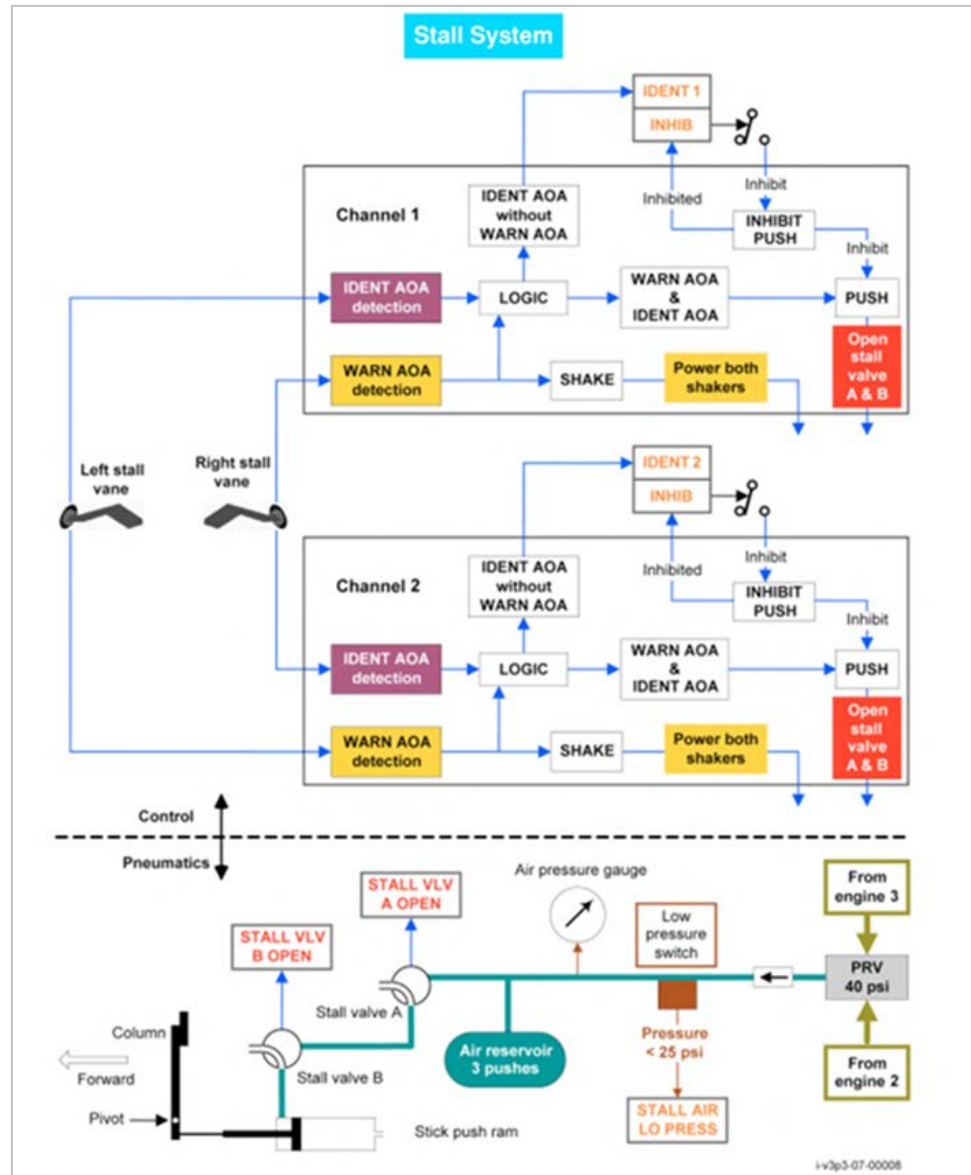 Stall System
IDENT 1
INHIB
Channel 1
IDENT AOA
without
WARN AOA
Inhibited
Inhibit
INHIBIT
PUSH
Inhibit
IDENT AOA
detection
LOGIC
WARN AOA
&
IDENT AOA
PUSH
WARN AOA
detection
SHAKE
Power both
shakers
Open
stall
valve
A & B
Left stall
vane
Right stall
vane
IDENT 2
INHIB
Channel 2
IDENT AOA
without
WARN AOA
Inhibited
Inhibit
INHIBIT
PUSH
Inhibit
IDENT AOA
detection
LOGIC
WARN AOA
&
IDENT AOA
PUSH
WARN AOA
detection
SHAKE
Power both
shakers
Open
stall
valve
A & B
Control
Pneumatics
STALL VLV
A OPEN
Air pressure gauge
From
engine 3
STALL VLV
B OPEN
Low
pressure
switch
PRV
40 psi
Stall valve A
Column
Air reservoir
3 pushes
Pressure
< 25 psi
Forward
Stall valve B
From
engine 2
Pivot
Stick push ram
STALL AIR
LO PRESS
i-v3p3-07-00008